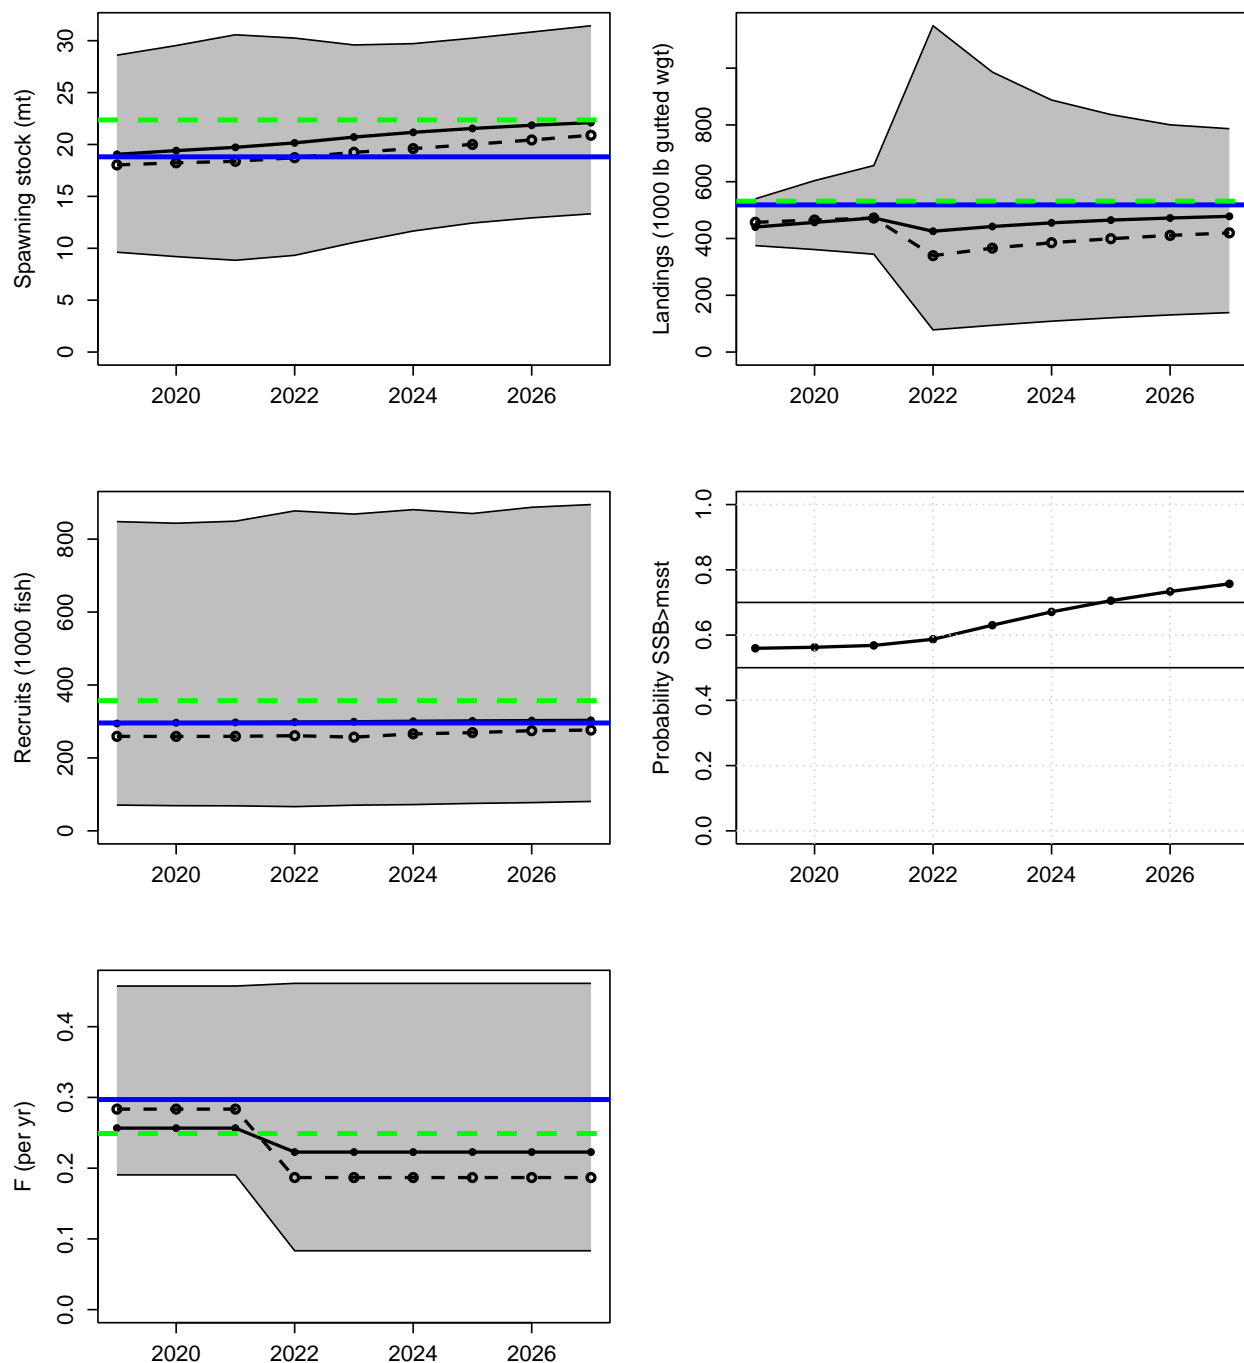 Spawning stock (mt)
0 5 10 15 20 25 30
2020 2022 2024 2026
Landings (1000 lb gutted wgt)
0 200 400 600 800
2020 2022 2024 2026
Recruits (1000 fish)
0 200 400 600 800
2020 2022 2024 2026
Probability SSB>msst
0.0 0.2 0.4 0.6 0.8 1.0
2020 2022 2024 2026
F (per yr)
0.0 0.1 0.2 0.3 0.4
2020 2022 2024 2026